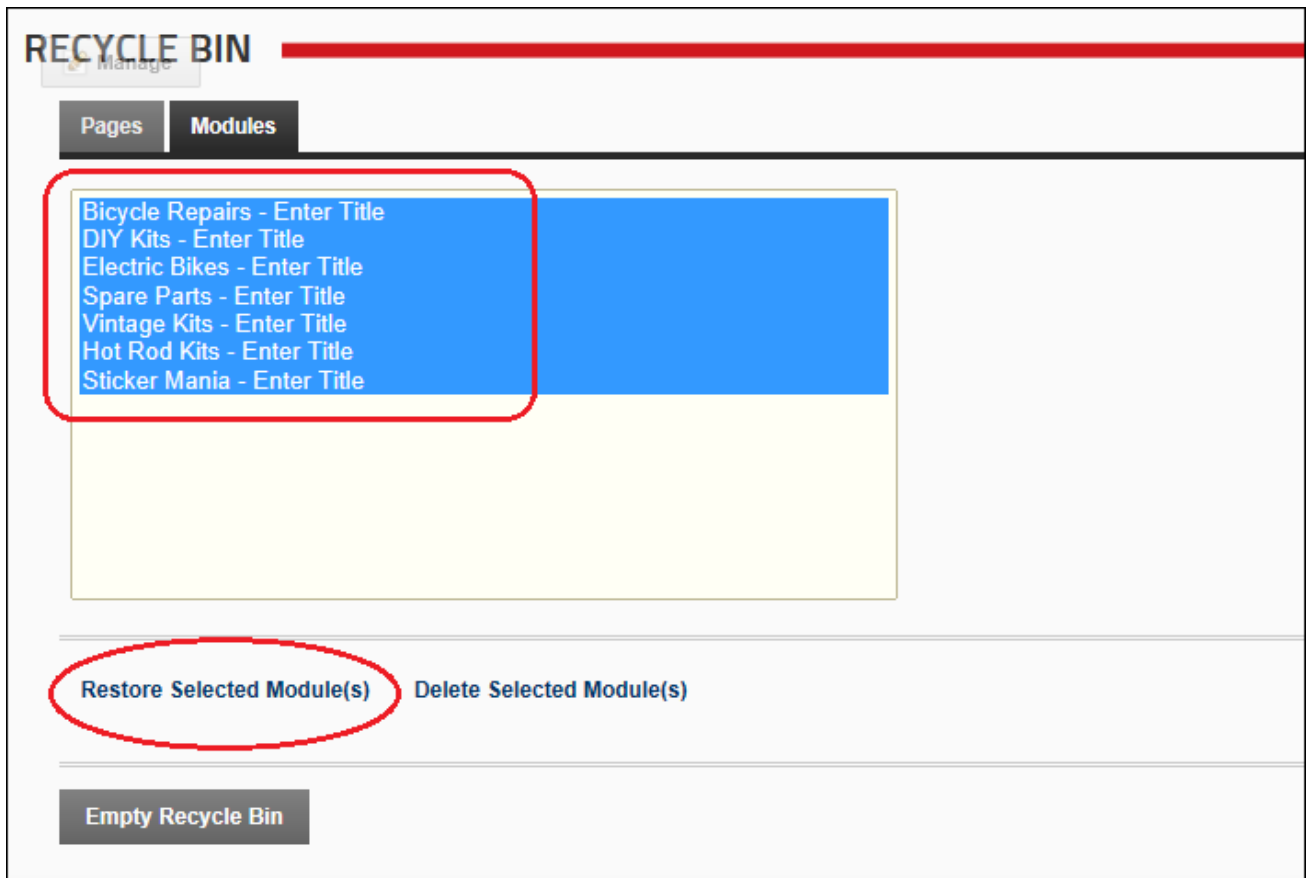 RECYCLE BIN
Manage
Pages Modules
Bicycle Repairs - Enter Title
DIY Kits - Enter Title
Electric Bikes - Enter Title
Spare Parts - Enter Title
Vintage Kits - Enter Title
Hot Rod Kits - Enter Title
Sticker Mania - Enter Title
Restore Selected Module(s) Delete Selected Module(s)
Empty Recycle Bin